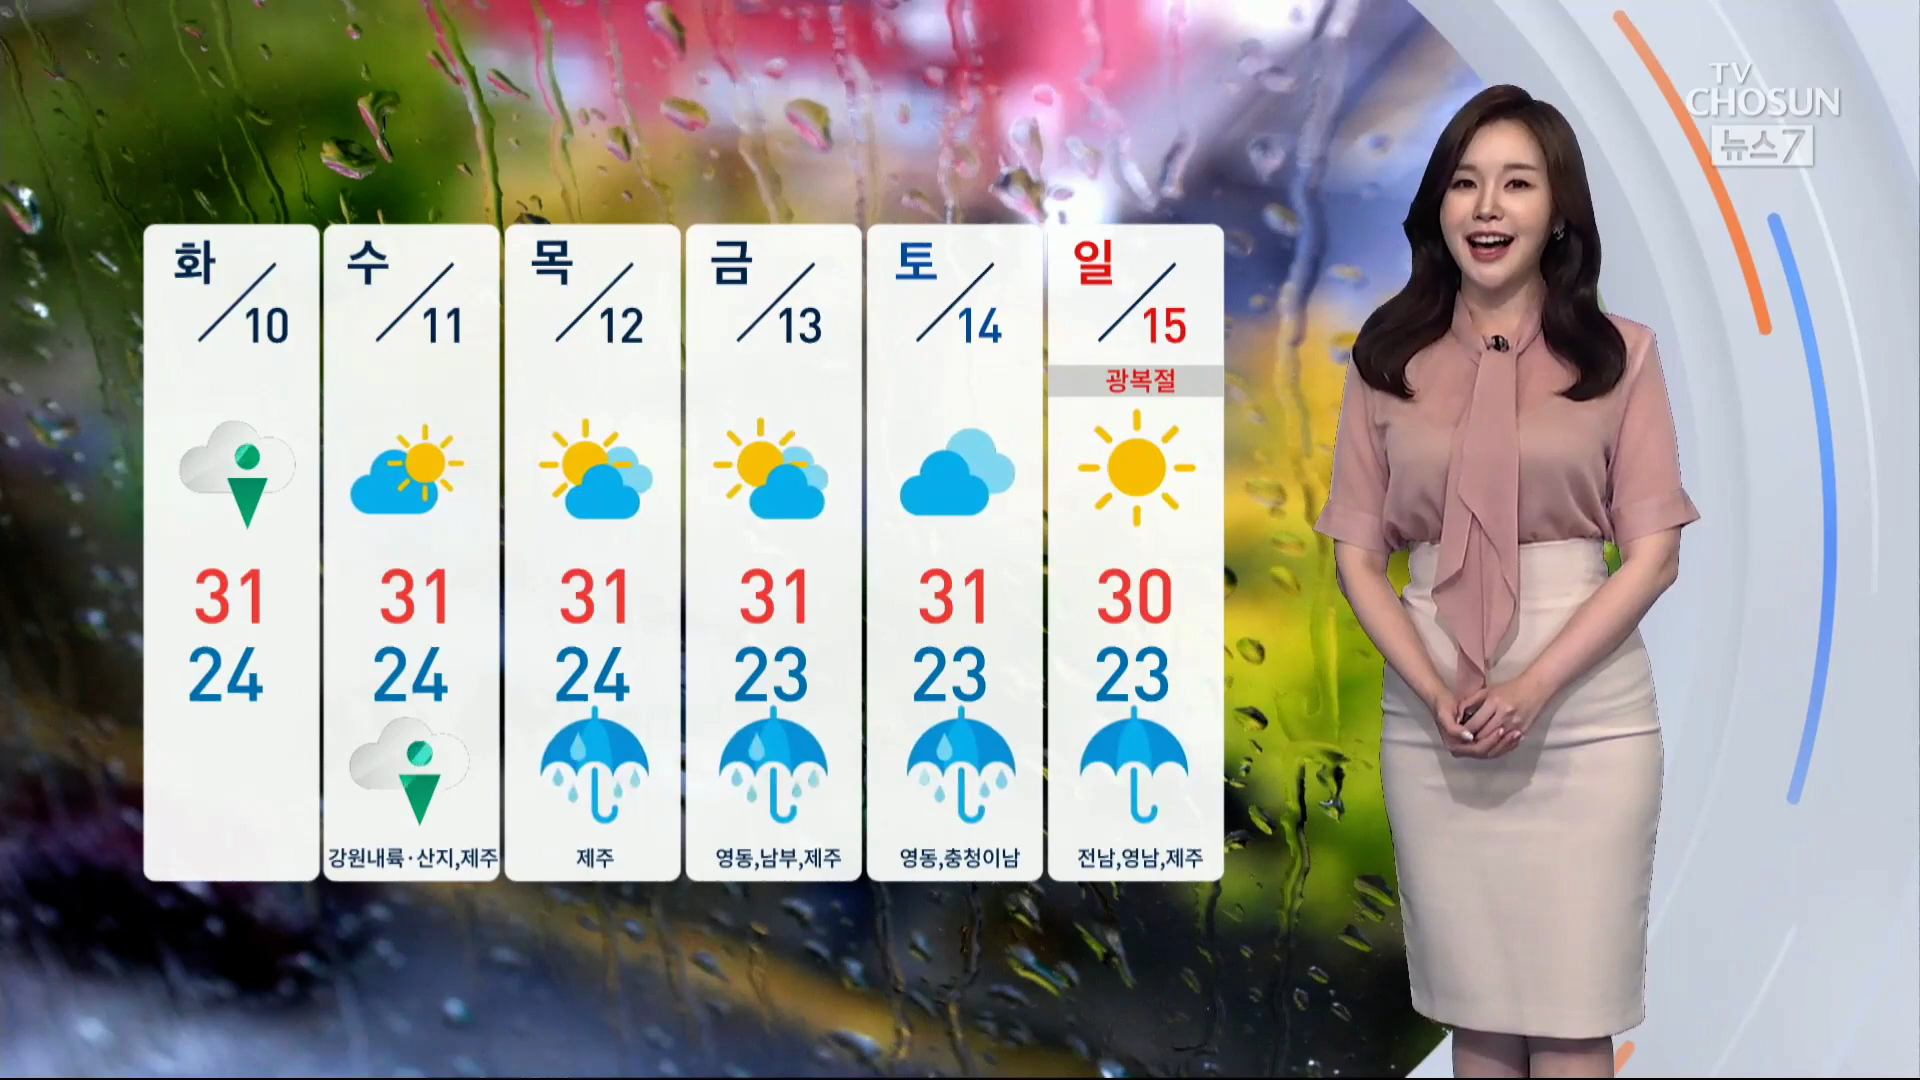 TV
CHOSUN
뉴스7
화 10
수 11
목 12
금 13
토 14
일 15
광복절
31
24
31
24
강원내륙·산지,제주
31
24
제주
31
23
영동,남부,제주
31
23
영동,충청이남
30
23
전남,영남,제주